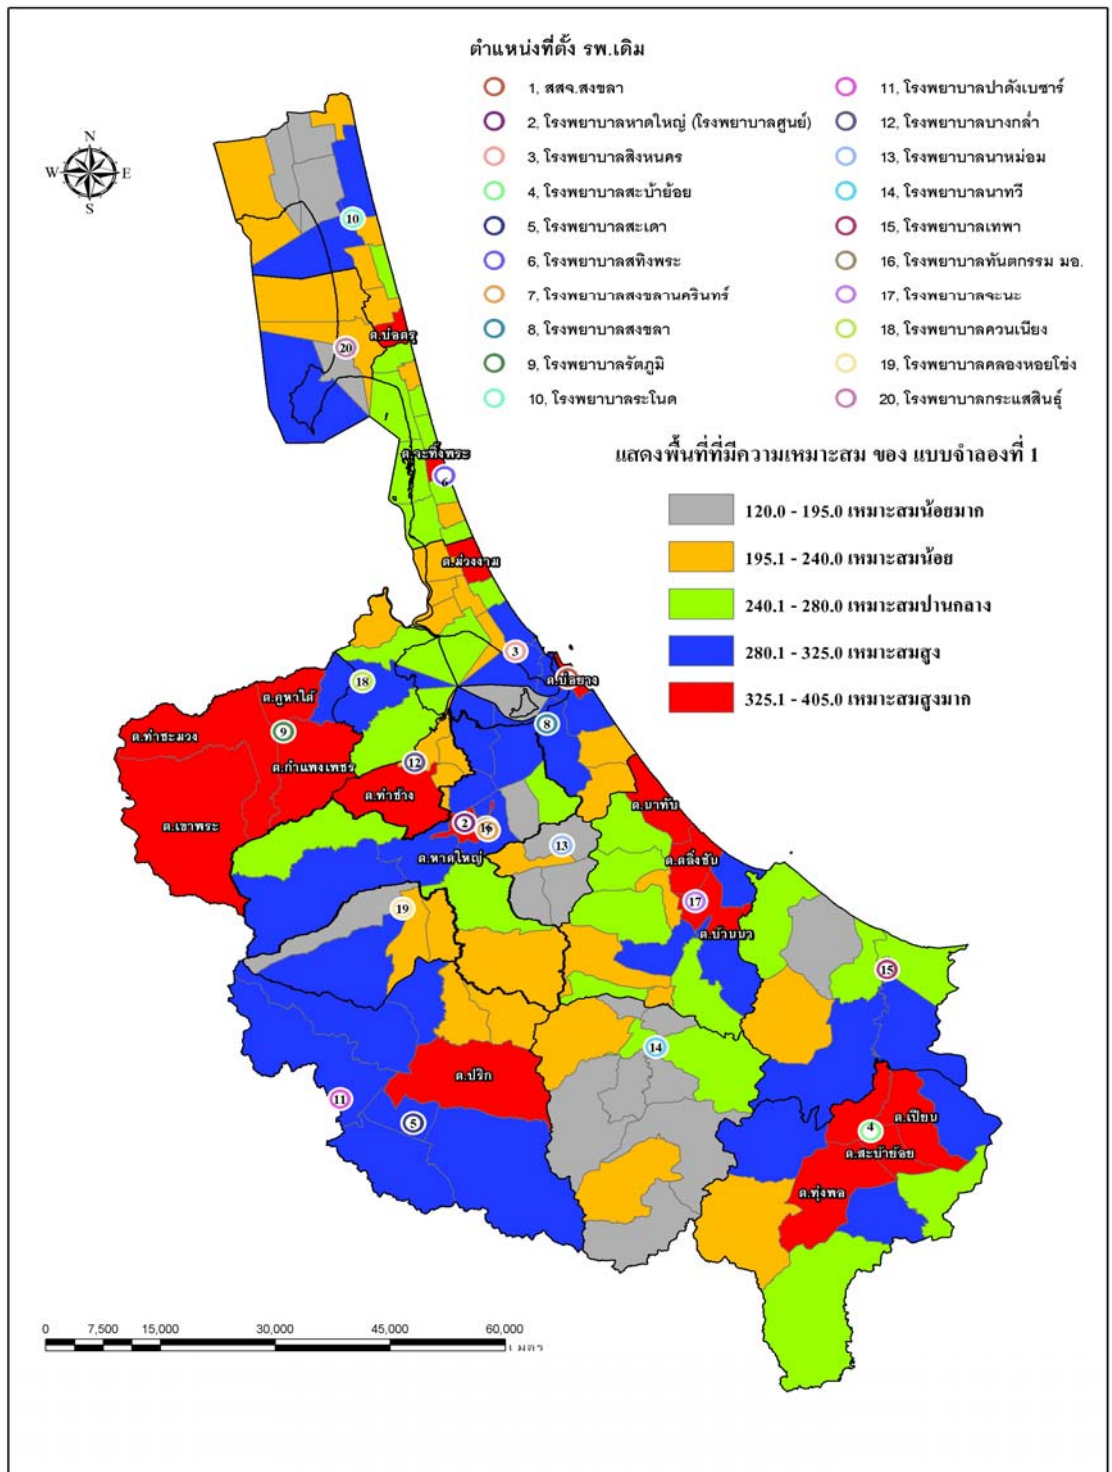 ตำแหน่งที่ตั้ง รพ.เดิม
1, สสจ.สงขลา
2, โรงพยาบาลหาดใหญ่ (โรงพยาบาลศูนย์)
3, โรงพยาบาลสิงหนคร
4, โรงพยาบาลสะบ้าย้อย
5, โรงพยาบาลสะเดา
6, โรงพยาบาลสทิงพระ
7, โรงพยาบาลสงขลานครินทร์
8, โรงพยาบาลสงขลา
9, โรงพยาบาลรัตภูมิ
10, โรงพยาบาลระโนด
11, โรงพยาบาลปาดังเบซาร์
12, โรงพยาบาลบางกล่ำ
13, โรงพยาบาลนาหม่อม
14, โรงพยาบาลนาทวี
15, โรงพยาบาลเทพา
16, โรงพยาบาลทันตกรรม มอ.
17, โรงพยาบาลจะนะ
18, โรงพยาบาลควนเนียง
19, โรงพยาบาลคลองหอยโข่ง
20, โรงพยาบาลกระแสสินธุ์
แสดงพื้นที่ที่มีความเหมาะสม ของ แบบจำลองที่ 1
120.0 - 195.0 เหมาะสมน้อยมาก
195.1 - 240.0 เหมาะสมน้อย
240.1 - 280.0 เหมาะสมปานกลาง
280.1 - 325.0 เหมาะสมสูง
325.1 - 405.0 เหมาะสมสูงมาก
N
W E
S
10
ต.บ่อตรุ
20
ต.จะทิ้งพระ
6
ต.ม่วงงาม
3
ต.บ่อยาง
18
ต.คูหาใต้
8
9
ต.ท่าชะมวง
ต.กำแพงเพชร
12
ต.ท่าช้าง
ต.นาทับ
2
ต.เขาพระ
13
ต.หาดใหญ่
ต.ตลิ่งชัน
17
19
ต.บ้านนา
15
14
ต.ปริก
11
5
ต.เปียน
4
ต.สะบ้าย้อย
ต.ทุ่งพอ
0 7,500 15,000 30,000 45,000 60,000
เมตร